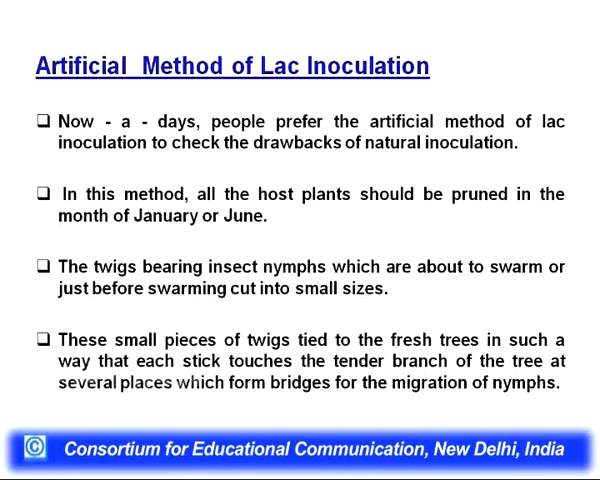 Artificial Method of Lac Inoculation
Now - a - days, people prefer the artificial method of lac
inoculation to check the drawbacks of natural inoculation.
In this method, all the host plants should be pruned in the
month of January or June.
The twigs bearing insect nymphs which are about to swarm or
just before swarming cut into small sizes.
These small pieces of twigs tied to the fresh trees in such a
way that each stick touches the tender branch of the tree at
several places which form bridges for the migration of nymphs.
© Consortium for Educational Communication, New Delhi, India